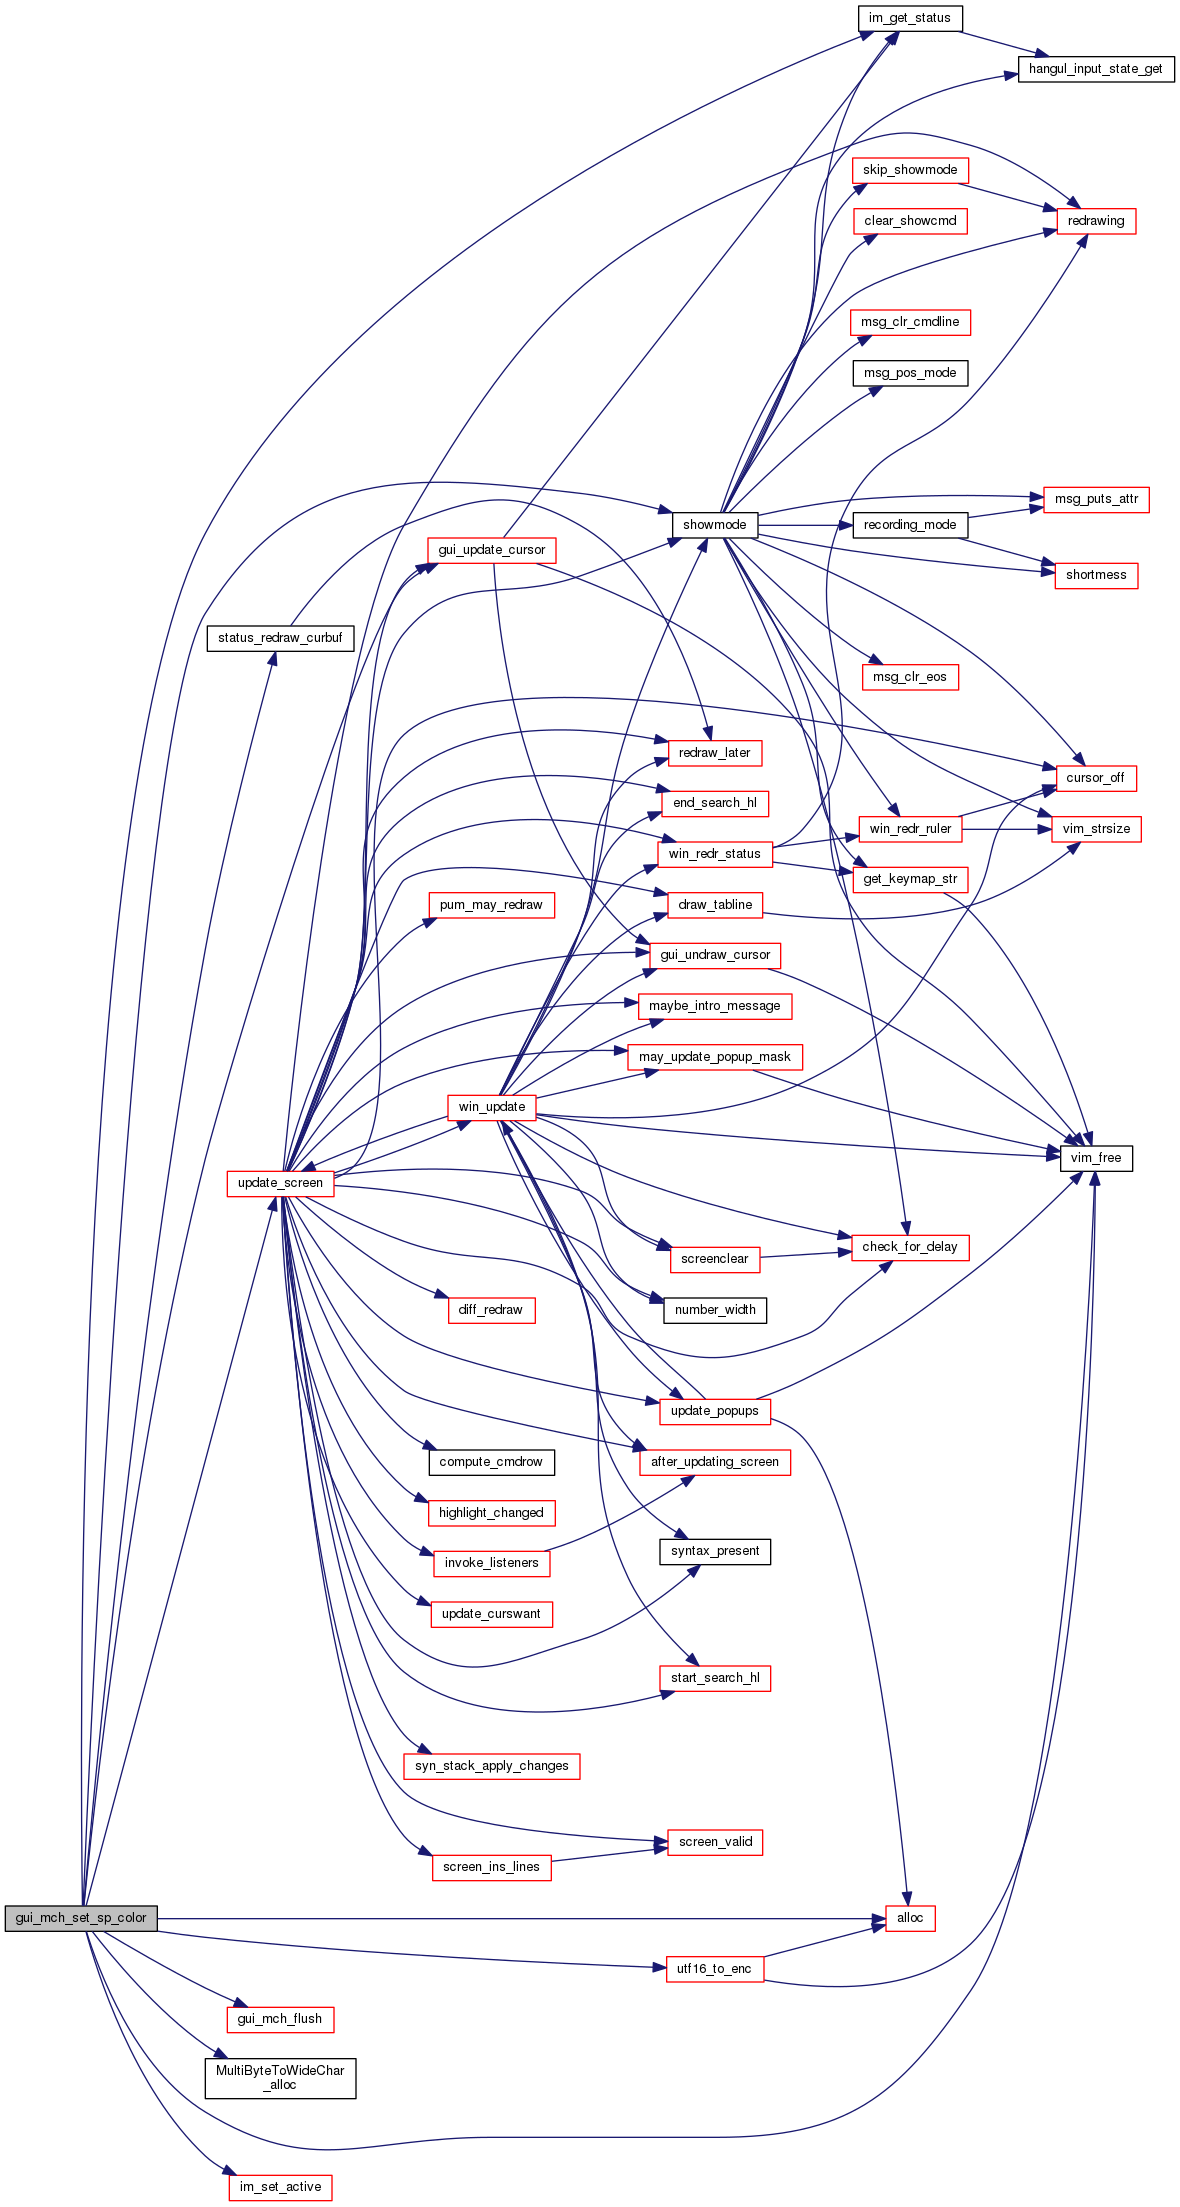 im_get_status
hangul_input_state_get
skip_showmode
clear_showcmd
redrawing
msg_clr_cmdline
msg_pos_mode
msg_puts_attr
showmode
recording_mode
gui_update_cursor
shortmess
status_redraw_curbuf
msg_clr_eos
redraw_later
cursor_off
end_search_hl
win_redr_ruler
vim_strsize
win_redr_status
get_keymap_str
pum_may_redraw
draw_tabline
gui_undraw_cursor
maybe_intro_message
may_update_popup_mask
win_update
vim_free
update_screen
check_for_delay
screenclear
diff_redraw
number_width
update_popups
compute_cmdrow
after_updating_screen
highlight_changed
syntax_present
invoke_listeners
update_curswant
start_search_hl
syn_stack_apply_changes
screen_valid
screen_ins_lines
gui_mch_set_sp_color
alloc
utf16_to_enc
gui_mch_flush
MultiByteToWideChar
_alloc
im_set_active